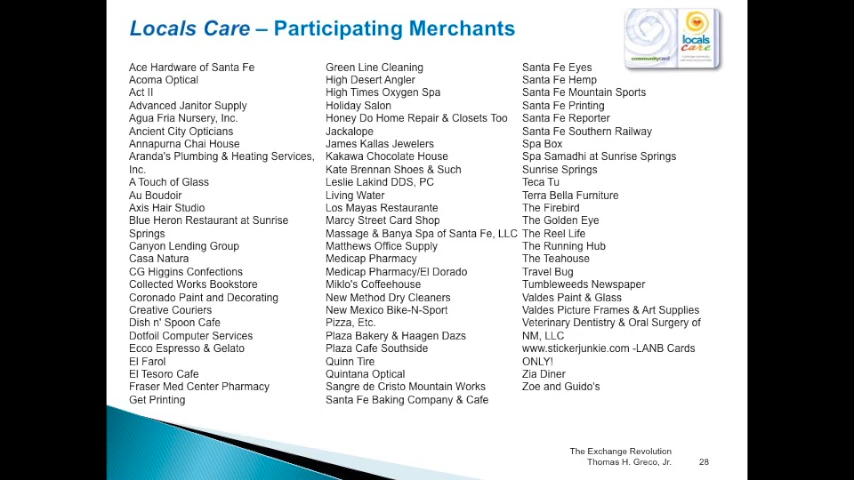 Locals Care – Participating Merchants
locals
care
communitycard
Ace Hardware of Santa Fe
Acoma Optical
Act II
Advanced Janitor Supply
Agua Fria Nursery, Inc.
Ancient City Opticians
Annapurna Chai House
Aranda's Plumbing & Heating Services,
Inc.
A Touch of Glass
Au Boudoir
Axis Hair Studio
Blue Heron Restaurant at Sunrise
Springs
Canyon Lending Group
Casa Natura
CG Higgins Confections
Collected Works Bookstore
Coronado Paint and Decorating
Creative Couriers
Dish n' Spoon Cafe
Dotfoil Computer Services
Ecco Espresso & Gelato
El Farol
El Tesoro Cafe
Fraser Med Center Pharmacy
Get Printing
Green Line Cleaning
High Desert Angler
High Times Oxygen Spa
Holiday Salon
Honey Do Home Repair & Closets Too
Jackalope
James Kallas Jewelers
Kakawa Chocolate House
Kate Brennan Shoes & Such
Leslie Lakind DDS, PC
Living Water
Los Mayas Restaurante
Marcy Street Card Shop
Massage & Banya Spa of Santa Fe, LLC
Matthews Office Supply
Medicap Pharmacy
Medicap Pharmacy/El Dorado
Miklo's Coffeehouse
New Method Dry Cleaners
New Mexico Bike-N-Sport
Pizza, Etc.
Plaza Bakery & Haagen Dazs
Plaza Cafe Southside
Quinn Tire
Quintana Optical
Sangre de Cristo Mountain Works
Santa Fe Baking Company & Cafe
Santa Fe Eyes
Santa Fe Hemp
Santa Fe Mountain Sports
Santa Fe Printing
Santa Fe Reporter
Santa Fe Southern Railway
Spa Box
Spa Samadhi at Sunrise Springs
Sunrise Springs
Teca Tu
Terra Bella Furniture
The Firebird
The Golden Eye
The Reel Life
The Running Hub
The Teahouse
Travel Bug
Tumbleweeds Newspaper
Valdes Paint & Glass
Valdes Picture Frames & Art Supplies
Veterinary Dentistry & Oral Surgery of
NM, LLC
www.stickerjunkie.com -LANB Cards
ONLY!
Zia Diner
Zoe and Guido's
The Exchange Revolution
Thomas H. Greco, Jr.
28